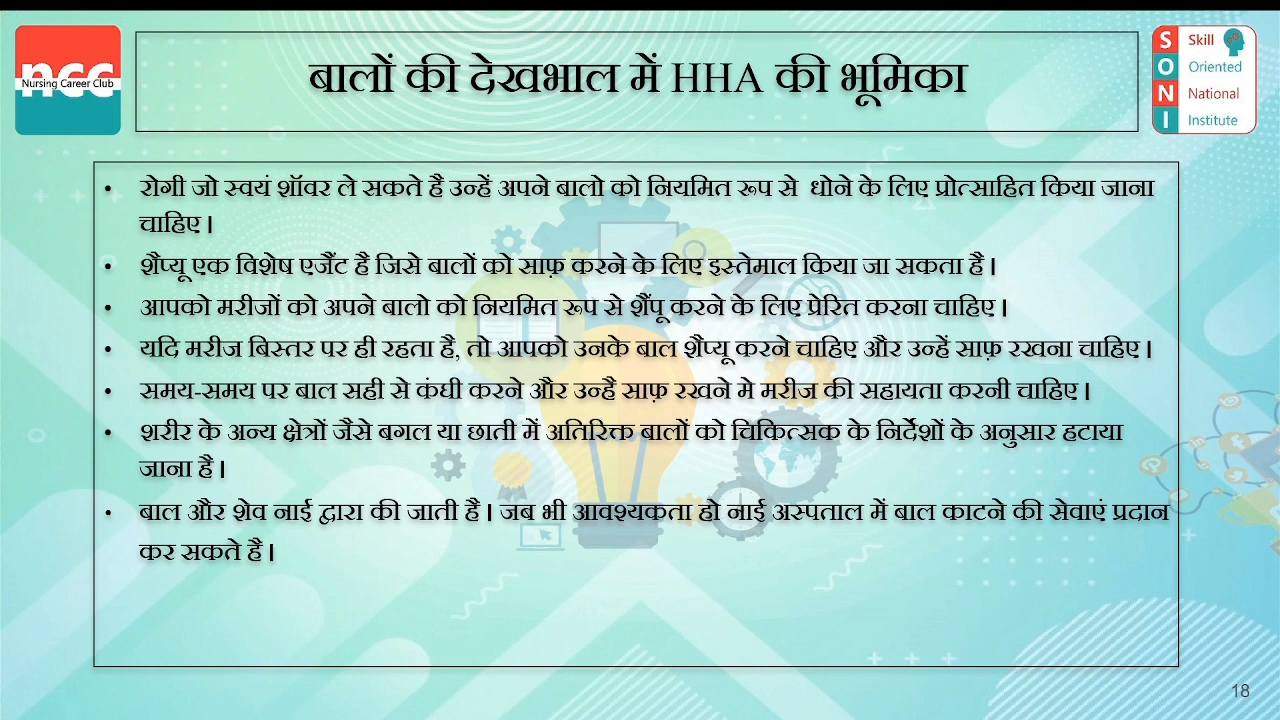 ncc
Nursing Career Club
बालों की देखभाल में HHA की भूमिका
S Skill
O Oriented
N National
I Institute
• रोगी जो स्वयं शॉवर ले सकते हैं उन्हें अपने बालो को नियमित रूप से धोने के लिए प्रोत्साहित किया जाना
चाहिए।
• शैप्यू एक विशेष एजेंट है जिसे बालों को साफ़ करने के लिए इस्तेमाल किया जा सकता है।
• आपको मरीजों को अपने बालो को नियमित रूप से शैंपू करने के लिए प्रेरित करना चाहिए।
• यदि मरीज बिस्तर पर ही रहता है, तो आपको उनके बाल शैप्यू करने चाहिए और उन्हें साफ़ रखना चाहिए।
• समय-समय पर बाल सही से कंघी करने और उन्हैं साफ़ रखने मे मरीज की सहायता करनी चाहिए।
• शरीर के अन्य क्षेत्रों जैसे बगल या छाती में अतिरिक्त बालों को चिकित्सक के निर्देशों के अनुसार हटाया
जाना है।
• बाल और शेव नाई द्वारा की जाती है। जब भी आवश्यकता हो नाई अस्पताल में बाल काटने की सेवाएं प्रदान
कर सकते है।
18